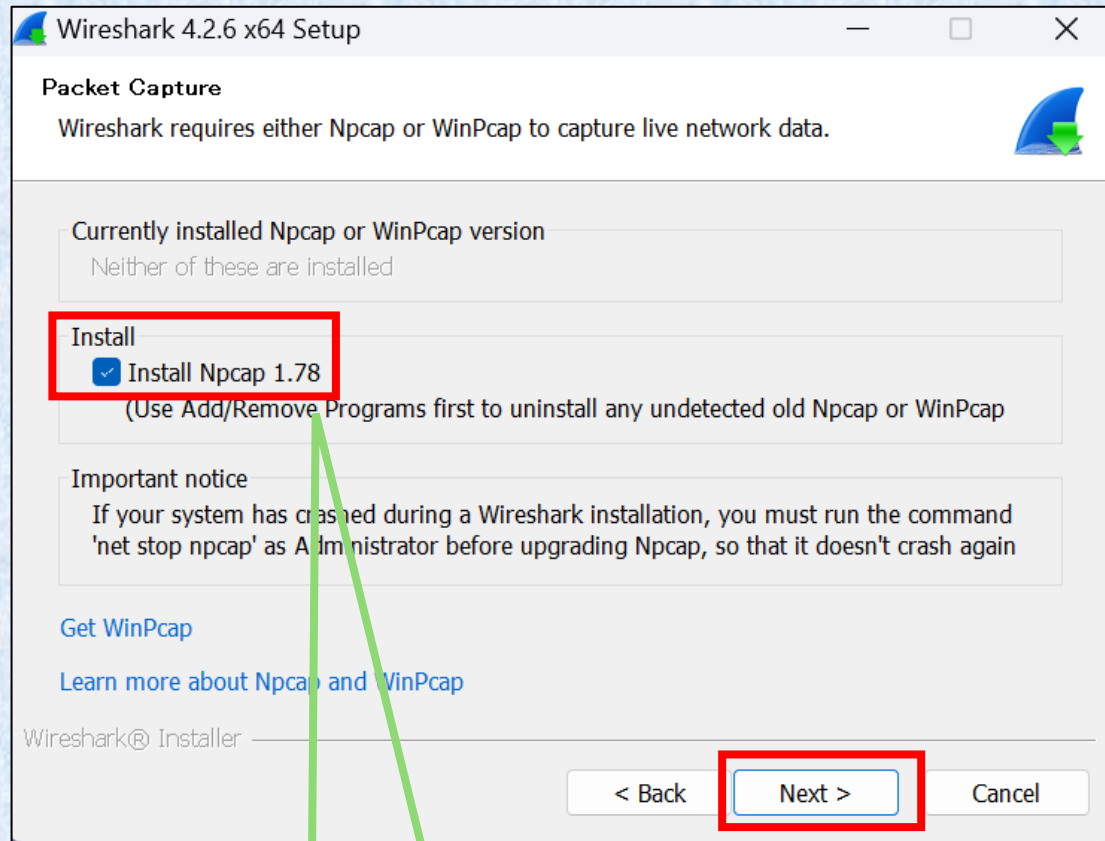 Wireshark 4.2.6 x64 Setup
Packet Capture
Wireshark requires either Npcap or WinPcap to capture live network data.
Currently installed Npcap or WinPcap version
Neither of these are installed
Install
Install Npcap 1.78
(Use Add/Remove Programs first to uninstall any undetected old Npcap or WinPcap
Important notice
If your system has crashed during a Wireshark installation, you must run the command
'net stop npcap' as Administrator before upgrading Npcap, so that it doesn't crash again
Get WinPcap
Learn more about Npcap and WinPcap
Wireshark® Installer
< Back
Next >
Cancel